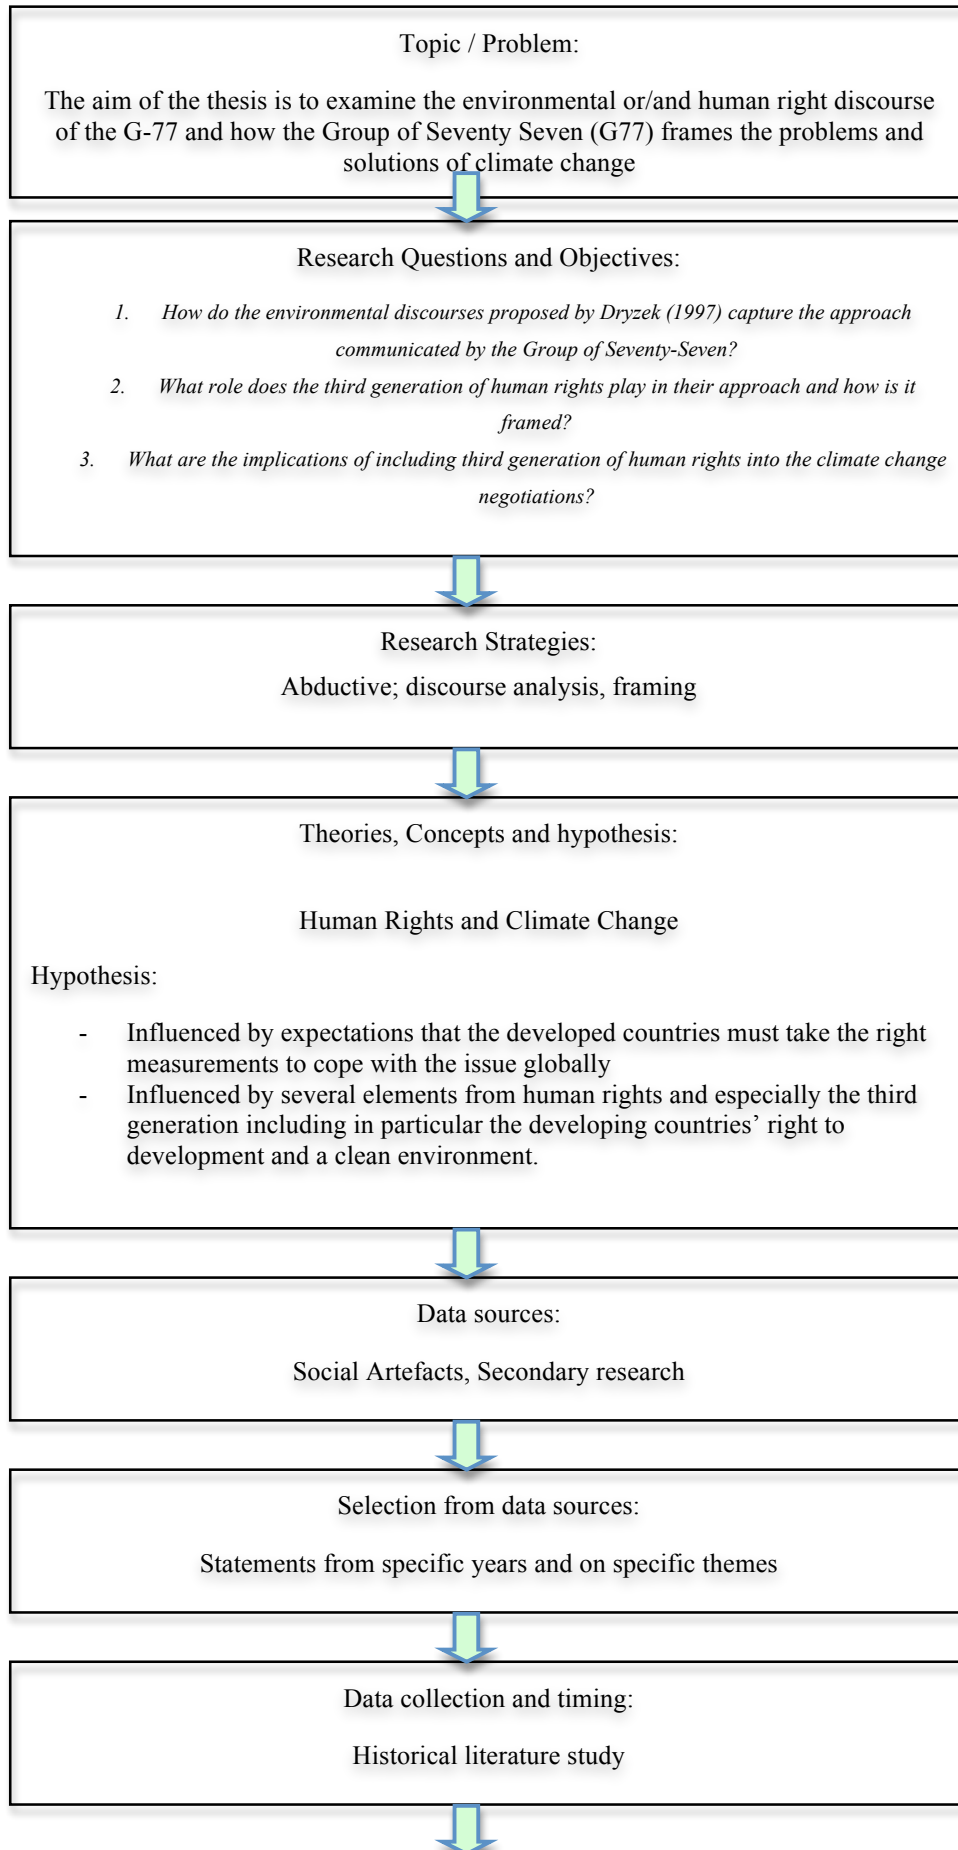 Topic / Problem:
The aim of the thesis is to examine the environmental or/and human right discourse
of the G-77 and how the Group of Seventy Seven (G77) frames the problems and
solutions of climate change
Research Questions and Objectives:
1. How do the environmental discourses proposed by Dryzek (1997) capture the approach
communicated by the Group of Seventy-Seven?
2. What role does the third generation of human rights play in their approach and how is it
framed?
3. What are the implications of including third generation of human rights into the climate change
negotiations?
Research Strategies:
Abductive; discourse analysis, framing
Theories, Concepts and hypothesis:
Human Rights and Climate Change
Hypothesis:
- Influenced by expectations that the developed countries must take the right
measurements to cope with the issue globally
- Influenced by several elements from human rights and especially the third
generation including in particular the developing countries’ right to
development and a clean environment.
Data sources:
Social Artefacts, Secondary research
Selection from data sources:
Statements from specific years and on specific themes
Data collection and timing:
Historical literature study